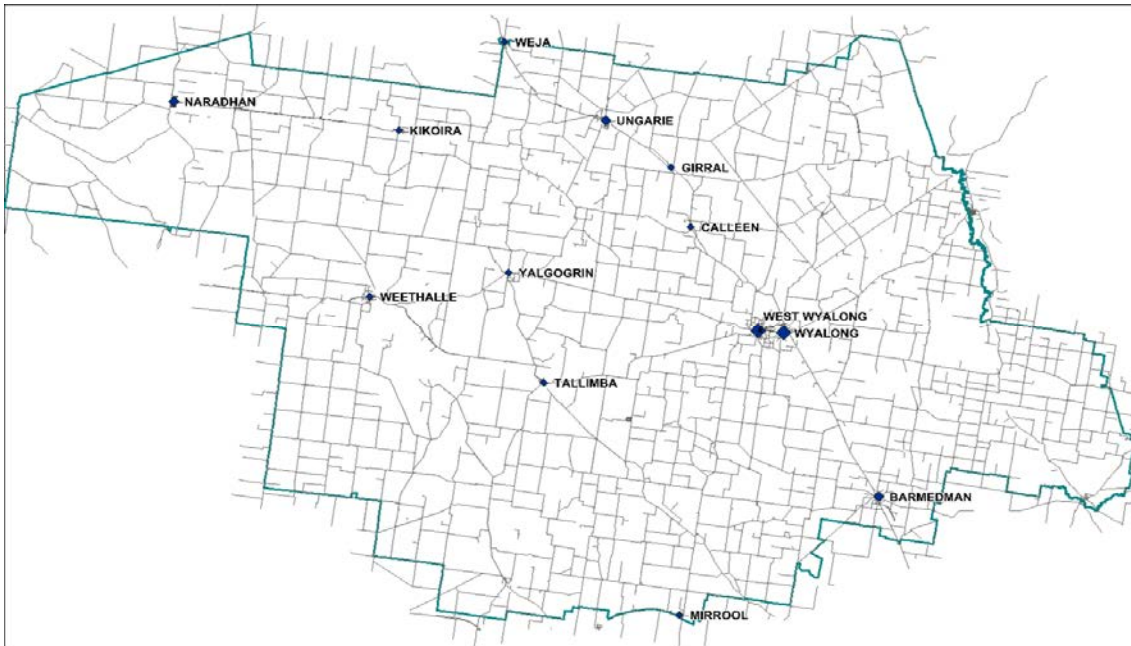 WEJA
NARADHAN
UNGARIE
KIKOIRA
GIRRAL
CALLEEN
YALGOGRIN
WEETHALLE
WEST WYALONG
WYALONG
TALLIMBA
BARMEDMAN
MIRROOL